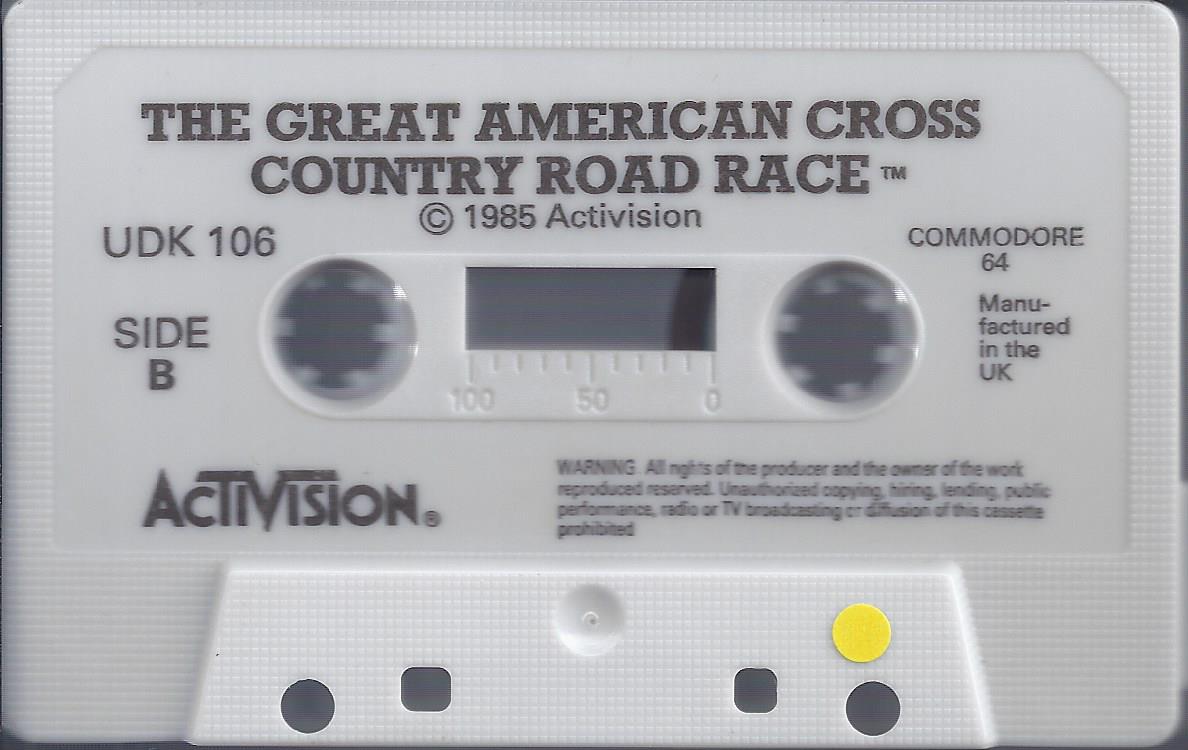 THE GREAT AMERICAN CROSS
COUNTRY ROAD RACE ™
© 1985 Activision
UDK 106
COMMODORE
64
SIDE
B
Manu-
factured
in the
UK
100 50 0
ACTIVISION®
WARNING. All rights of the producer and the owner of the work
reproduced reserved. Unauthorized copying, hiring, lending, public
performance, radio or TV broadcasting or diffusion of this cassette
prohibited